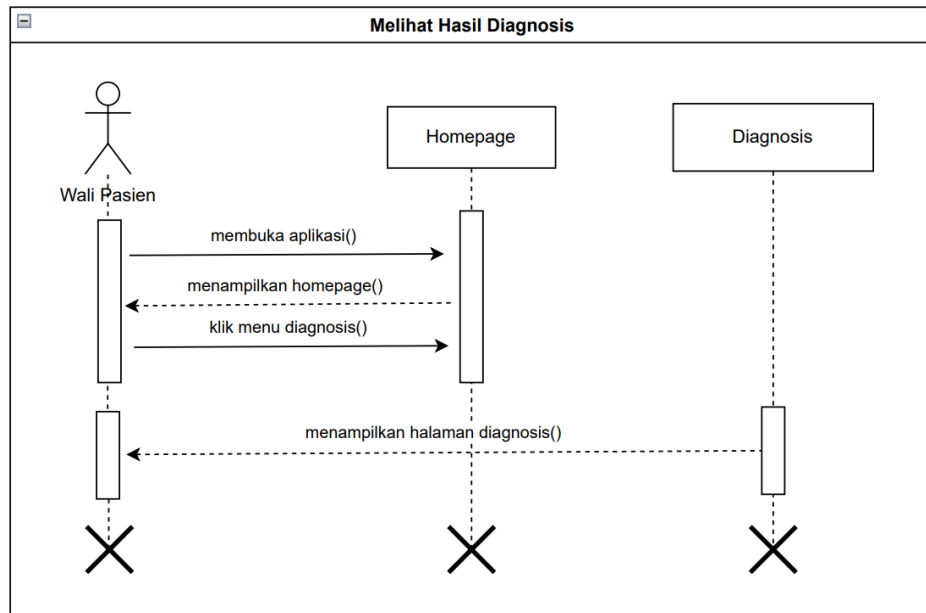 Melihat Hasil Diagnosis
Homepage
Diagnosis
Wali Pasien
membuka aplikasi()
menampilkan homepage()
klik menu diagnosis()
menampilkan halaman diagnosis()